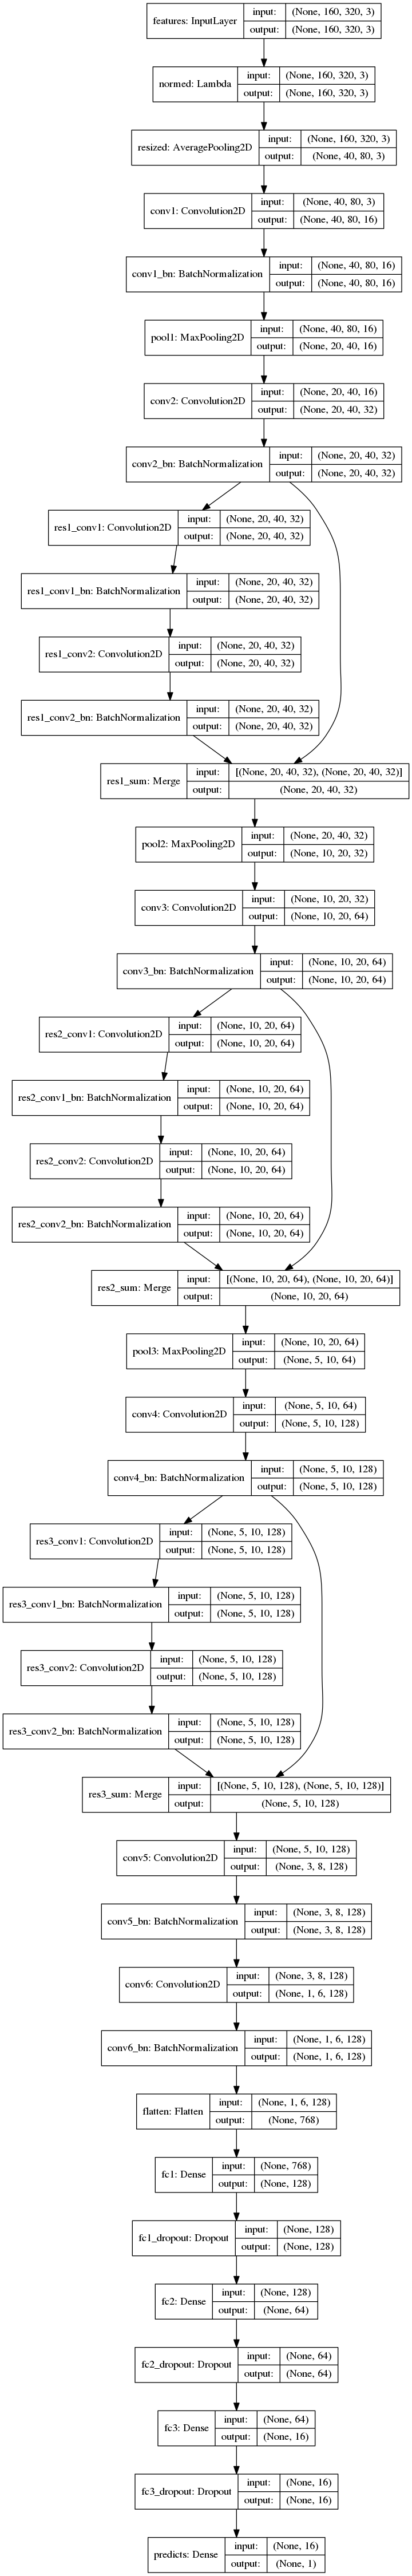 features: InputLayer
input: (None, 160, 320, 3)
output: (None, 160, 320, 3)
normed: Lambda
input: (None, 160, 320, 3)
output: (None, 160, 320, 3)
resized: AveragePooling2D
input: (None, 160, 320, 3)
output: (None, 40, 80, 3)
conv1: Convolution2D
input: (None, 40, 80, 3)
output: (None, 40, 80, 16)
conv1_bn: BatchNormalization
input: (None, 40, 80, 16)
output: (None, 40, 80, 16)
pool1: MaxPooling2D
input: (None, 40, 80, 16)
output: (None, 20, 40, 16)
conv2: Convolution2D
input: (None, 20, 40, 16)
output: (None, 20, 40, 32)
conv2_bn: BatchNormalization
input: (None, 20, 40, 32)
output: (None, 20, 40, 32)
res1_conv1: Convolution2D
input: (None, 20, 40, 32)
output: (None, 20, 40, 32)
res1_conv1_bn: BatchNormalization
input: (None, 20, 40, 32)
output: (None, 20, 40, 32)
res1_conv2: Convolution2D
input: (None, 20, 40, 32)
output: (None, 20, 40, 32)
res1_conv2_bn: BatchNormalization
input: (None, 20, 40, 32)
output: (None, 20, 40, 32)
res1_sum: Merge
input: [(None, 20, 40, 32), (None, 20, 40, 32)]
output: (None, 20, 40, 32)
pool2: MaxPooling2D
input: (None, 20, 40, 32)
output: (None, 10, 20, 32)
conv3: Convolution2D
input: (None, 10, 20, 32)
output: (None, 10, 20, 64)
conv3_bn: BatchNormalization
input: (None, 10, 20, 64)
output: (None, 10, 20, 64)
res2_conv1: Convolution2D
input: (None, 10, 20, 64)
output: (None, 10, 20, 64)
res2_conv1_bn: BatchNormalization
input: (None, 10, 20, 64)
output: (None, 10, 20, 64)
res2_conv2: Convolution2D
input: (None, 10, 20, 64)
output: (None, 10, 20, 64)
res2_conv2_bn: BatchNormalization
input: (None, 10, 20, 64)
output: (None, 10, 20, 64)
res2_sum: Merge
input: [(None, 10, 20, 64), (None, 10, 20, 64)]
output: (None, 10, 20, 64)
pool3: MaxPooling2D
input: (None, 10, 20, 64)
output: (None, 5, 10, 64)
conv4: Convolution2D
input: (None, 5, 10, 64)
output: (None, 5, 10, 128)
conv4_bn: BatchNormalization
input: (None, 5, 10, 128)
output: (None, 5, 10, 128)
res3_conv1: Convolution2D
input: (None, 5, 10, 128)
output: (None, 5, 10, 128)
res3_conv1_bn: BatchNormalization
input: (None, 5, 10, 128)
output: (None, 5, 10, 128)
res3_conv2: Convolution2D
input: (None, 5, 10, 128)
output: (None, 5, 10, 128)
res3_conv2_bn: BatchNormalization
input: (None, 5, 10, 128)
output: (None, 5, 10, 128)
res3_sum: Merge
input: [(None, 5, 10, 128), (None, 5, 10, 128)]
output: (None, 5, 10, 128)
conv5: Convolution2D
input: (None, 5, 10, 128)
output: (None, 3, 8, 128)
conv5_bn: BatchNormalization
input: (None, 3, 8, 128)
output: (None, 3, 8, 128)
conv6: Convolution2D
input: (None, 3, 8, 128)
output: (None, 1, 6, 128)
conv6_bn: BatchNormalization
input: (None, 1, 6, 128)
output: (None, 1, 6, 128)
flatten: Flatten
input: (None, 1, 6, 128)
output: (None, 768)
fc1: Dense
input: (None, 768)
output: (None, 128)
fc1_dropout: Dropout
input: (None, 128)
output: (None, 128)
fc2: Dense
input: (None, 128)
output: (None, 64)
fc2_dropout: Dropout
input: (None, 64)
output: (None, 64)
fc3: Dense
input: (None, 64)
output: (None, 16)
fc3_dropout: Dropout
input: (None, 16)
output: (None, 16)
predicts: Dense
input: (None, 16)
output: (None, 1)